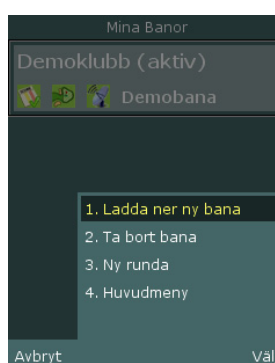 Mina Banor
Demoklubb (aktiv)
Demobana
1. Ladda ner ny bana
2. Ta bort bana
3. Ny runda
4. Huvudmeny
Avbryt Väl